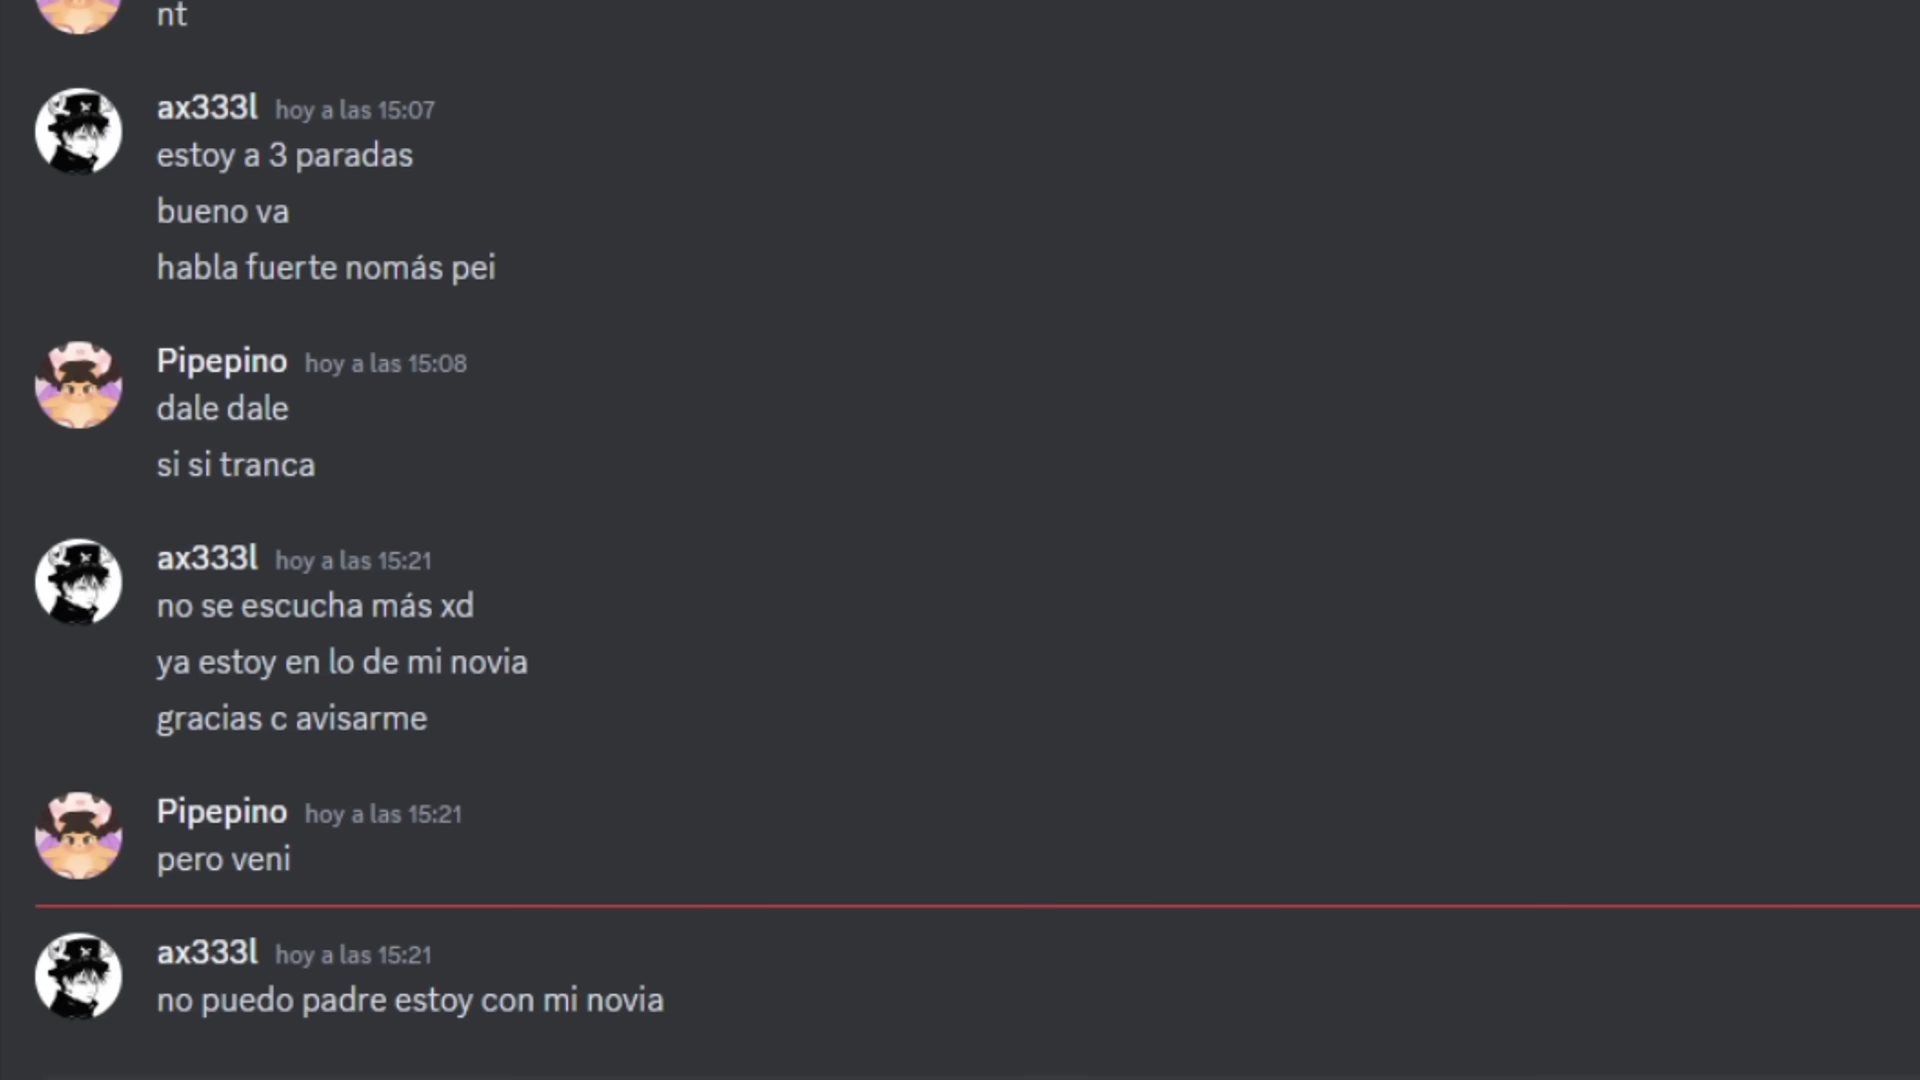 nt
ax333l hoy a las 15:07
estoy a 3 paradas
bueno va
habla fuerte nomás pei
Pipepino hoy a las 15:08
dale dale
si si tranca
ax333l hoy a las 15:21
no se escucha más xd
ya estoy en lo de mi novia
gracias c avisarme
Pipepino hoy a las 15:21
pero veni
ax333l hoy a las 15:21
no puedo padre estoy con mi novia